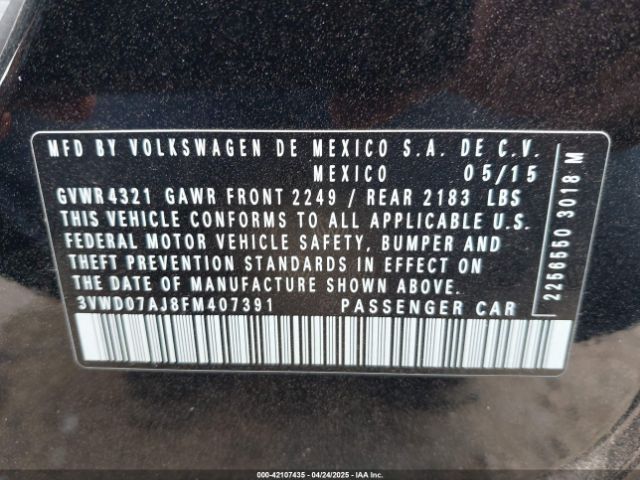 MFD BY VOLKSWAGEN DE MEXICO S.A. DE C.V.
MEXICO 05/15
GVWR 4321 GAWR FRONT 2249 / REAR 2183 LBS
THIS VEHICLE CONFORMS TO ALL APPLICABLE U.S.
FEDERAL MOTOR VEHICLE SAFETY, BUMPER AND
THEFT PREVENTION STANDARDS IN EFFECT ON
THE DATE OF MANUFACTURE SHOWN ABOVE.
3VWD07AJ8FM407391 PASSENGER CAR
2256550 3018 M
000-42107435 - 04/24/2025 - IAAI.COM